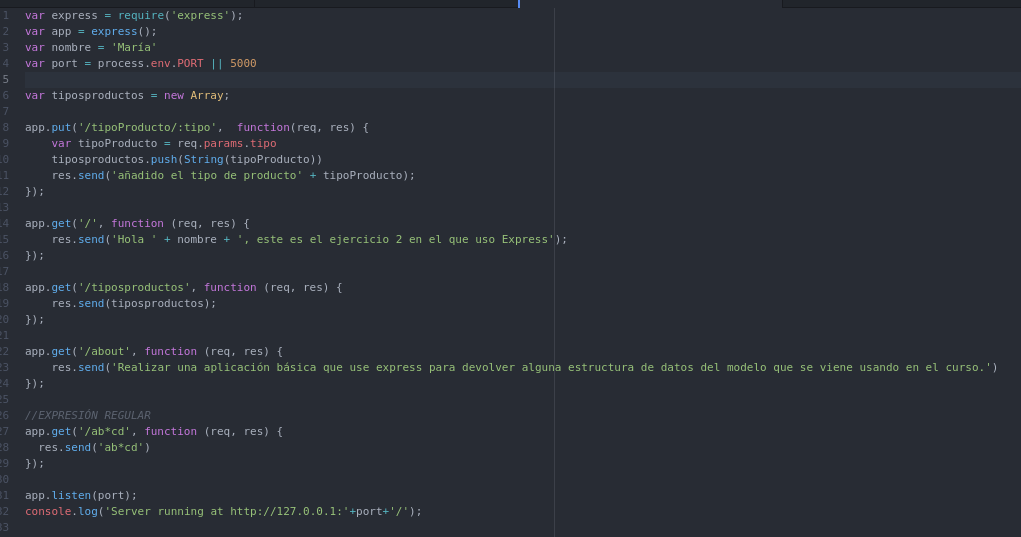 1 var express = require('express');
2 var app = express();
3 var nombre = 'María'
4 var port = process.env.PORT || 5000
5
6 var tiposproductos = new Array;
7
8 app.put('/tipoProducto/:tipo',  function(req, res) {
9     var tipoProducto = req.params.tipo
10     tiposproductos.push(String(tipoProducto))
11     res.send('añadido el tipo de producto' + tipoProducto);
12 });
13
14 app.get('/', function (req, res) {
15     res.send('Hola ' + nombre + ', este es el ejercicio 2 en el que uso Express');
16 });
17
18 app.get('/tiposproductos', function (req, res) {
19     res.send(tiposproductos);
20 });
21
22 app.get('/about', function (req, res) {
23     res.send('Realizar una aplicación básica que use express para devolver alguna estructura de datos del modelo que se viene usando en el curso.')
24 });
25
26 //EXPRESIÓN REGULAR
27 app.get('/ab*cd', function (req, res) {
28   res.send('ab*cd')
29 });
30
31 app.listen(port);
32 console.log('Server running at http://127.0.0.1:'+port+'/');
33